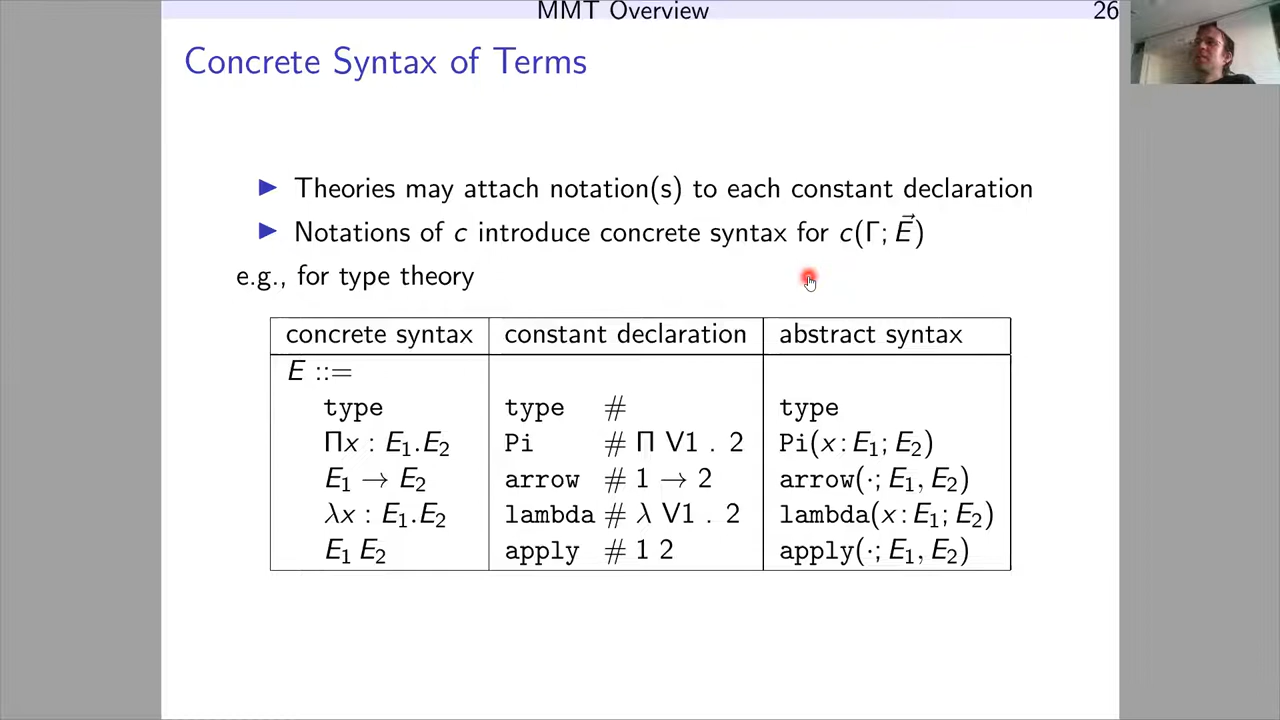 MMT Overview 26
Concrete Syntax of Terms
▶ Theories may attach notation(s) to each constant declaration
▶ Notations of c introduce concrete syntax for c(Γ; E⃗)
e.g., for type theory
concrete syntax constant declaration abstract syntax
E ::=
type type # type
Πx : E₁.E₂ Pi # Π V1 . 2 Pi(x : E₁; E₂)
E₁ → E₂ arrow # 1 → 2 arrow(·; E₁, E₂)
λx : E₁.E₂ lambda # λ V1 . 2 lambda(x : E₁; E₂)
E₁ E₂ apply # 1 2 apply(·; E₁, E₂)